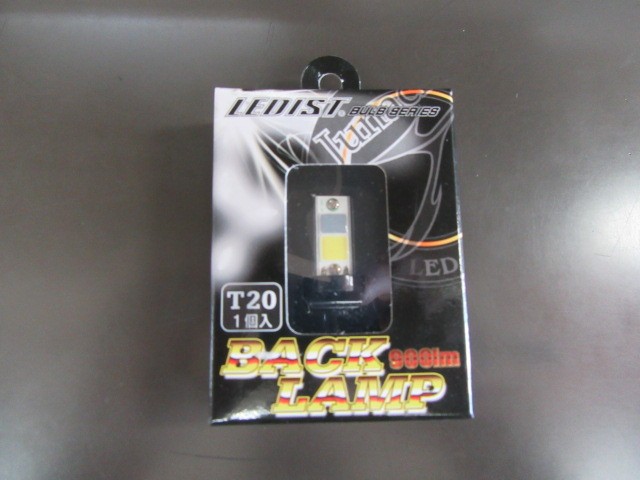 LEDIST. BULB SERIES
LED
T20
1個入
BACK
LAMP